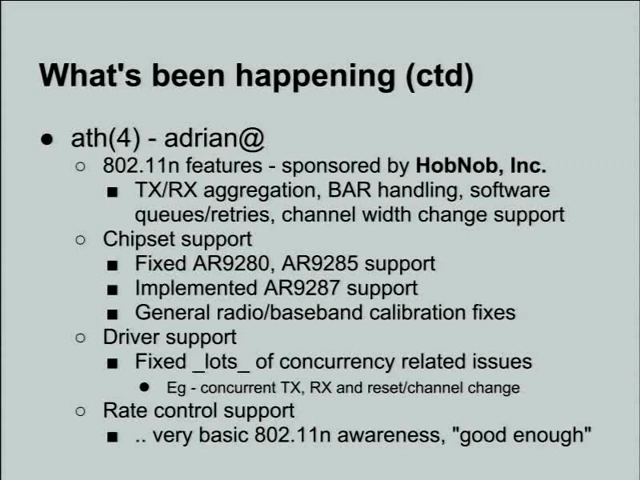 What's been happening (ctd)
● ath(4) - adrian@
○ 802.11n features - sponsored by HobNob, Inc.
■ TX/RX aggregation, BAR handling, software
queues/retries, channel width change support
○ Chipset support
■ Fixed AR9280, AR9285 support
■ Implemented AR9287 support
■ General radio/baseband calibration fixes
○ Driver support
■ Fixed _lots_ of concurrency related issues
● Eg - concurrent TX, RX and reset/channel change
○ Rate control support
■ .. very basic 802.11n awareness, "good enough"